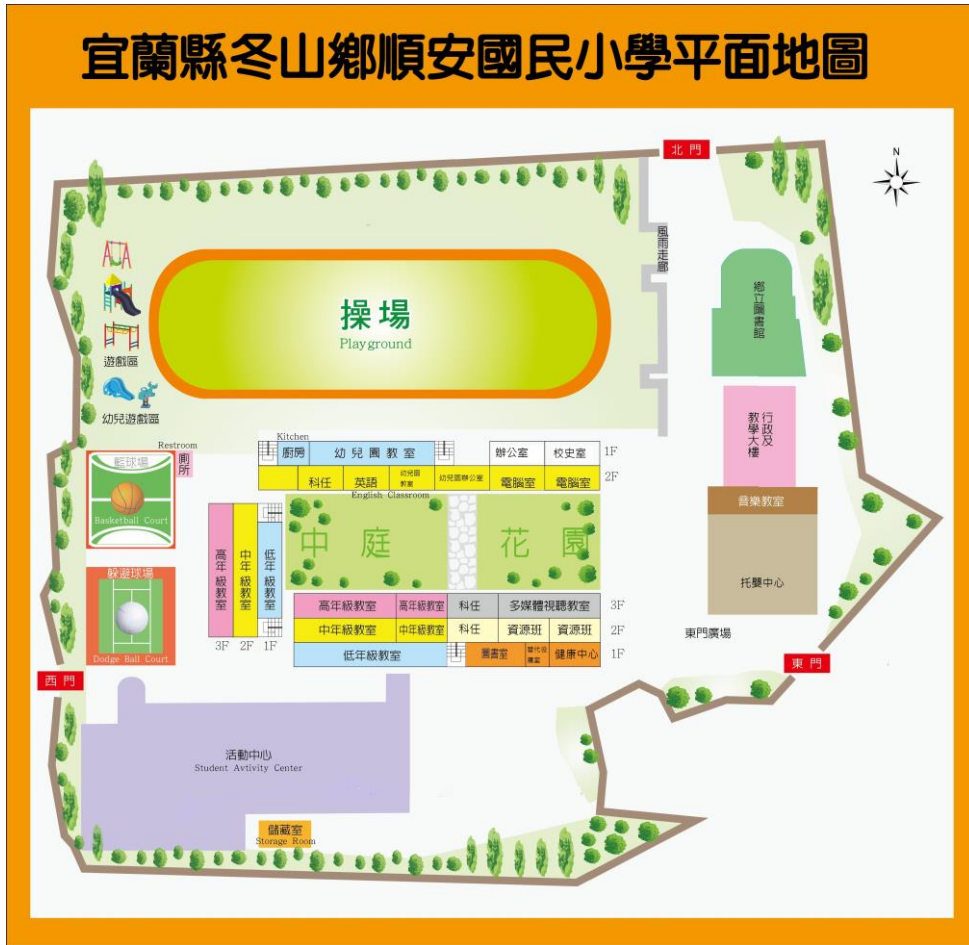 宜蘭縣冬山鄉順安國民小學平面地圖
北門
N
風雨走廊
鄉立圖書館
操場
Playground
遊戲區
幼兒遊戲區
行政及
教學大樓
Restroom
廁所
籃球場
Basketball Court
Kitchen
廚房
幼兒園教室
辦公室
校史室
1F
科任
英語
幼兒園
教室
幼兒園辦公室
電腦室
電腦室
2F
English Classroom
中庭
花園
音樂教室
托嬰中心
躲避球場
Dodge Ball Court
高年級教室
中年級教室
低年級教室
3F 2F 1F
高年級教室
高年級教室
科任
多媒體視聽教室
3F
中年級教室
中年級教室
科任
資源班
資源班
2F
低年級教室
圖書室
替代役
健康中心
1F
東門廣場
東門
西門
活動中心
Student Avtivity Center
儲藏室
Storage Room